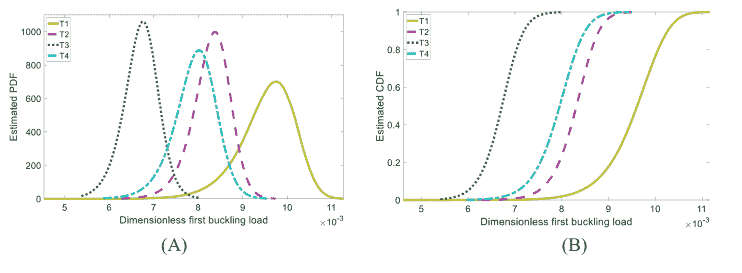 T1
T2
T3
T4
1000
800
600
400
200
0
5
6
7
8
9
10
11
Estimated PDF
Dimensionless first buckling load
×10⁻³
(A)
T1
T2
T3
T4
1
0.8
0.6
0.4
0.2
0
5
6
7
8
9
10
11
Estimated CDF
Dimensionless first buckling load
×10⁻³
(B)